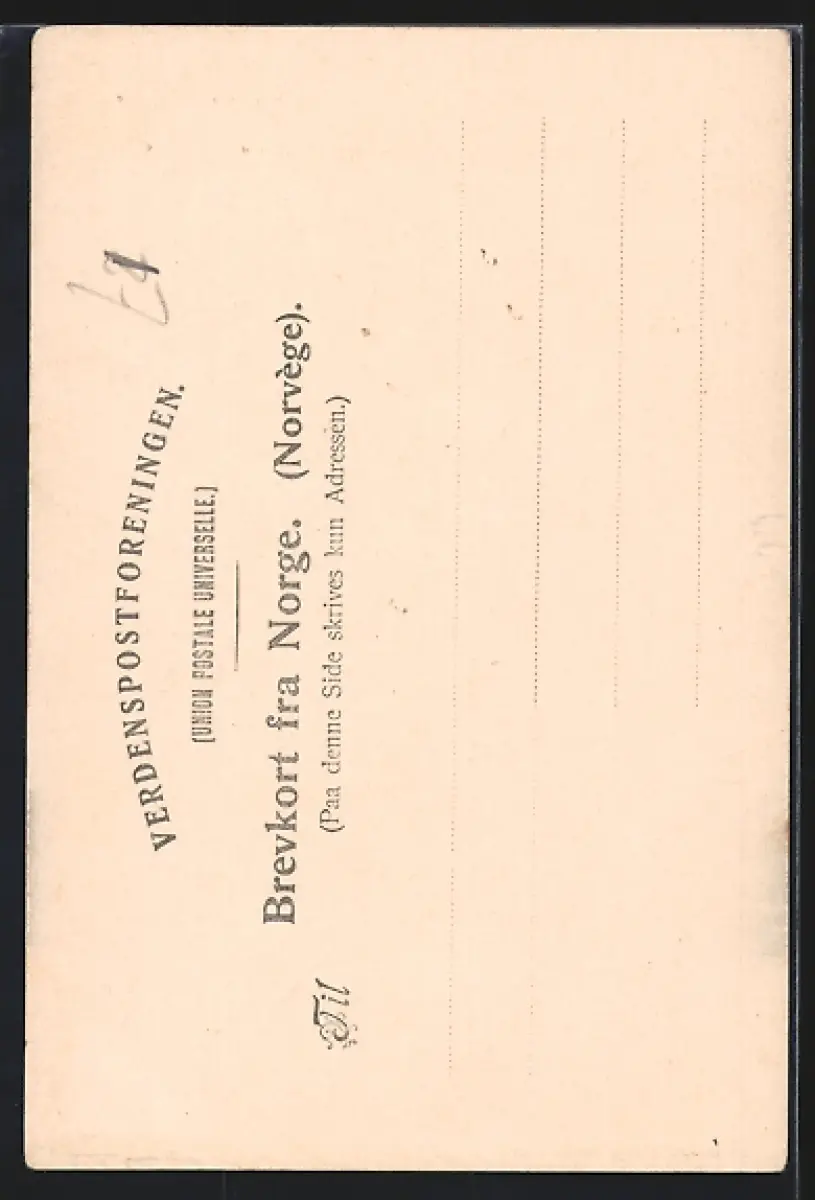 VERDENSPOSTFORENINGEN.
(UNION POSTALE UNIVERSELLE.)
Brevkort fra Norge. (Norvège).
(Paa denne Side skrives kun Adressen.)
Til